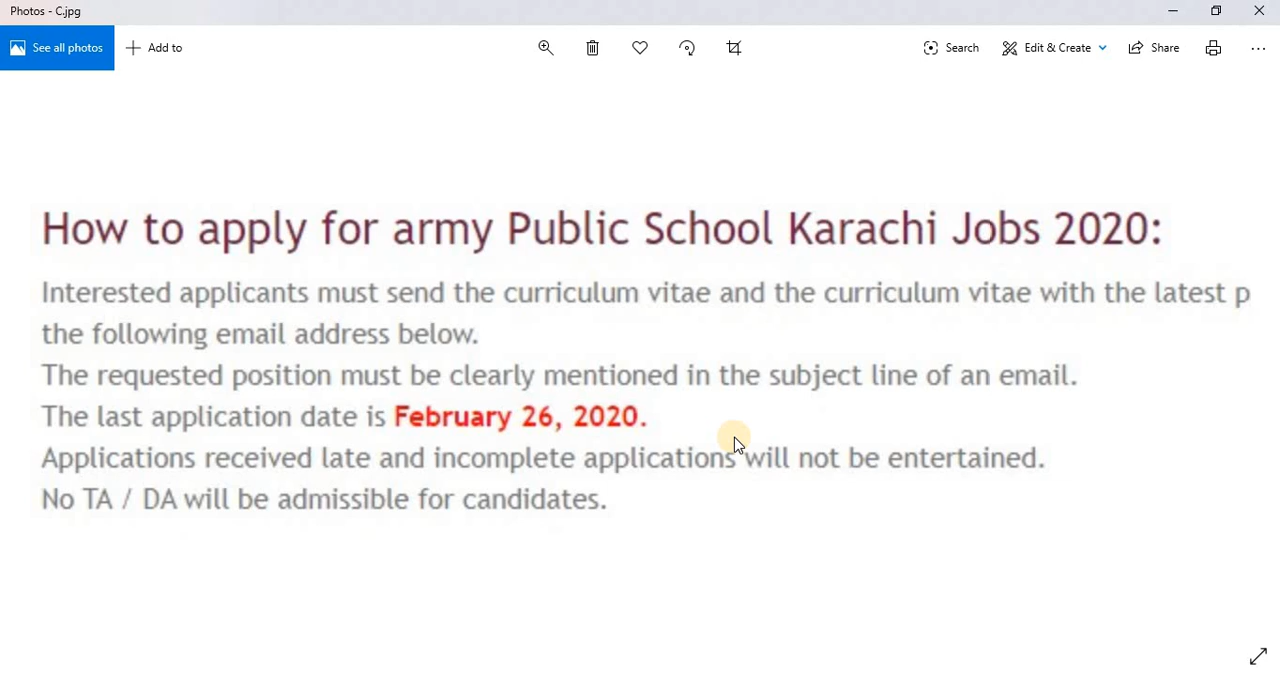 Photos - C.jpg
See all photos
Add to
Search
Edit & Create
Share
How to apply for army Public School Karachi Jobs 2020:
Interested applicants must send the curriculum vitae and the curriculum vitae with the latest p
the following email address below.
The requested position must be clearly mentioned in the subject line of an email.
The last application date is February 26, 2020.
Applications received late and incomplete applications will not be entertained.
No TA / DA will be admissible for candidates.